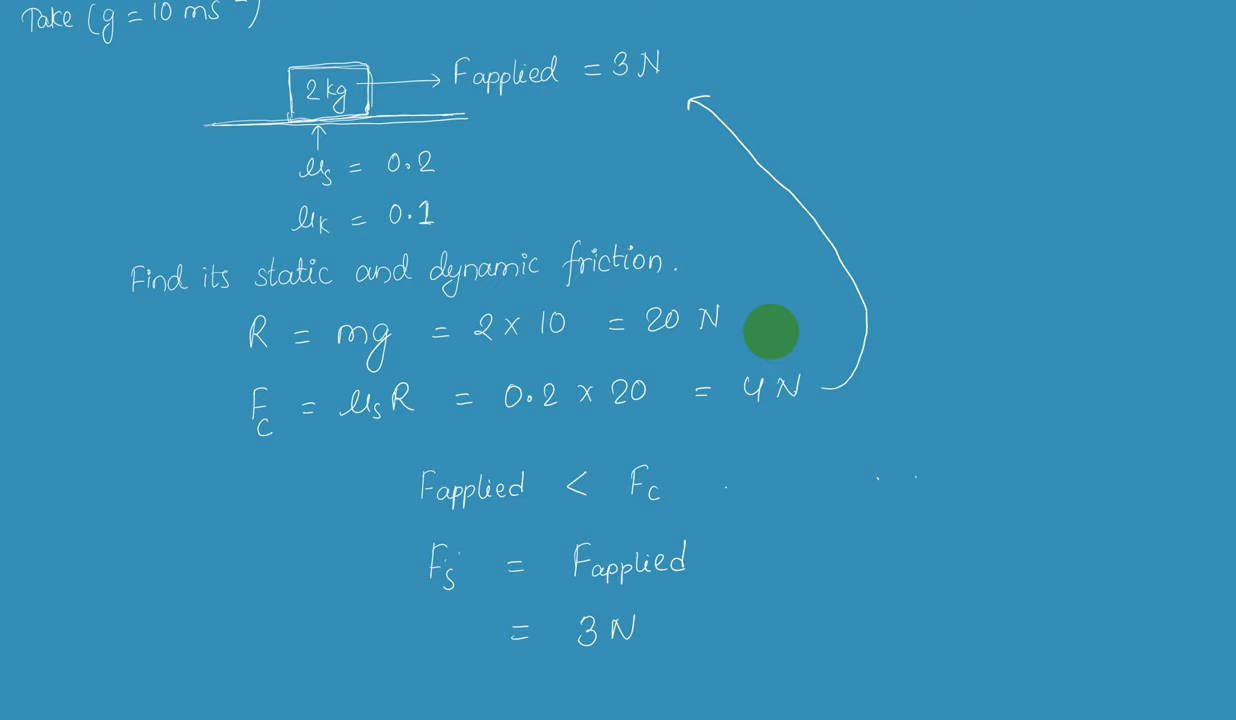 Take (g = 10 ms⁻
2 kg
Fapplied = 3 N
μs = 0.2
μK = 0.1
Find its static and dynamic friction.
R = mg = 2 × 10 = 20 N
Fc = μsR = 0.2 × 20 = 4 N
Fapplied < Fc
Fs = Fapplied
= 3 N